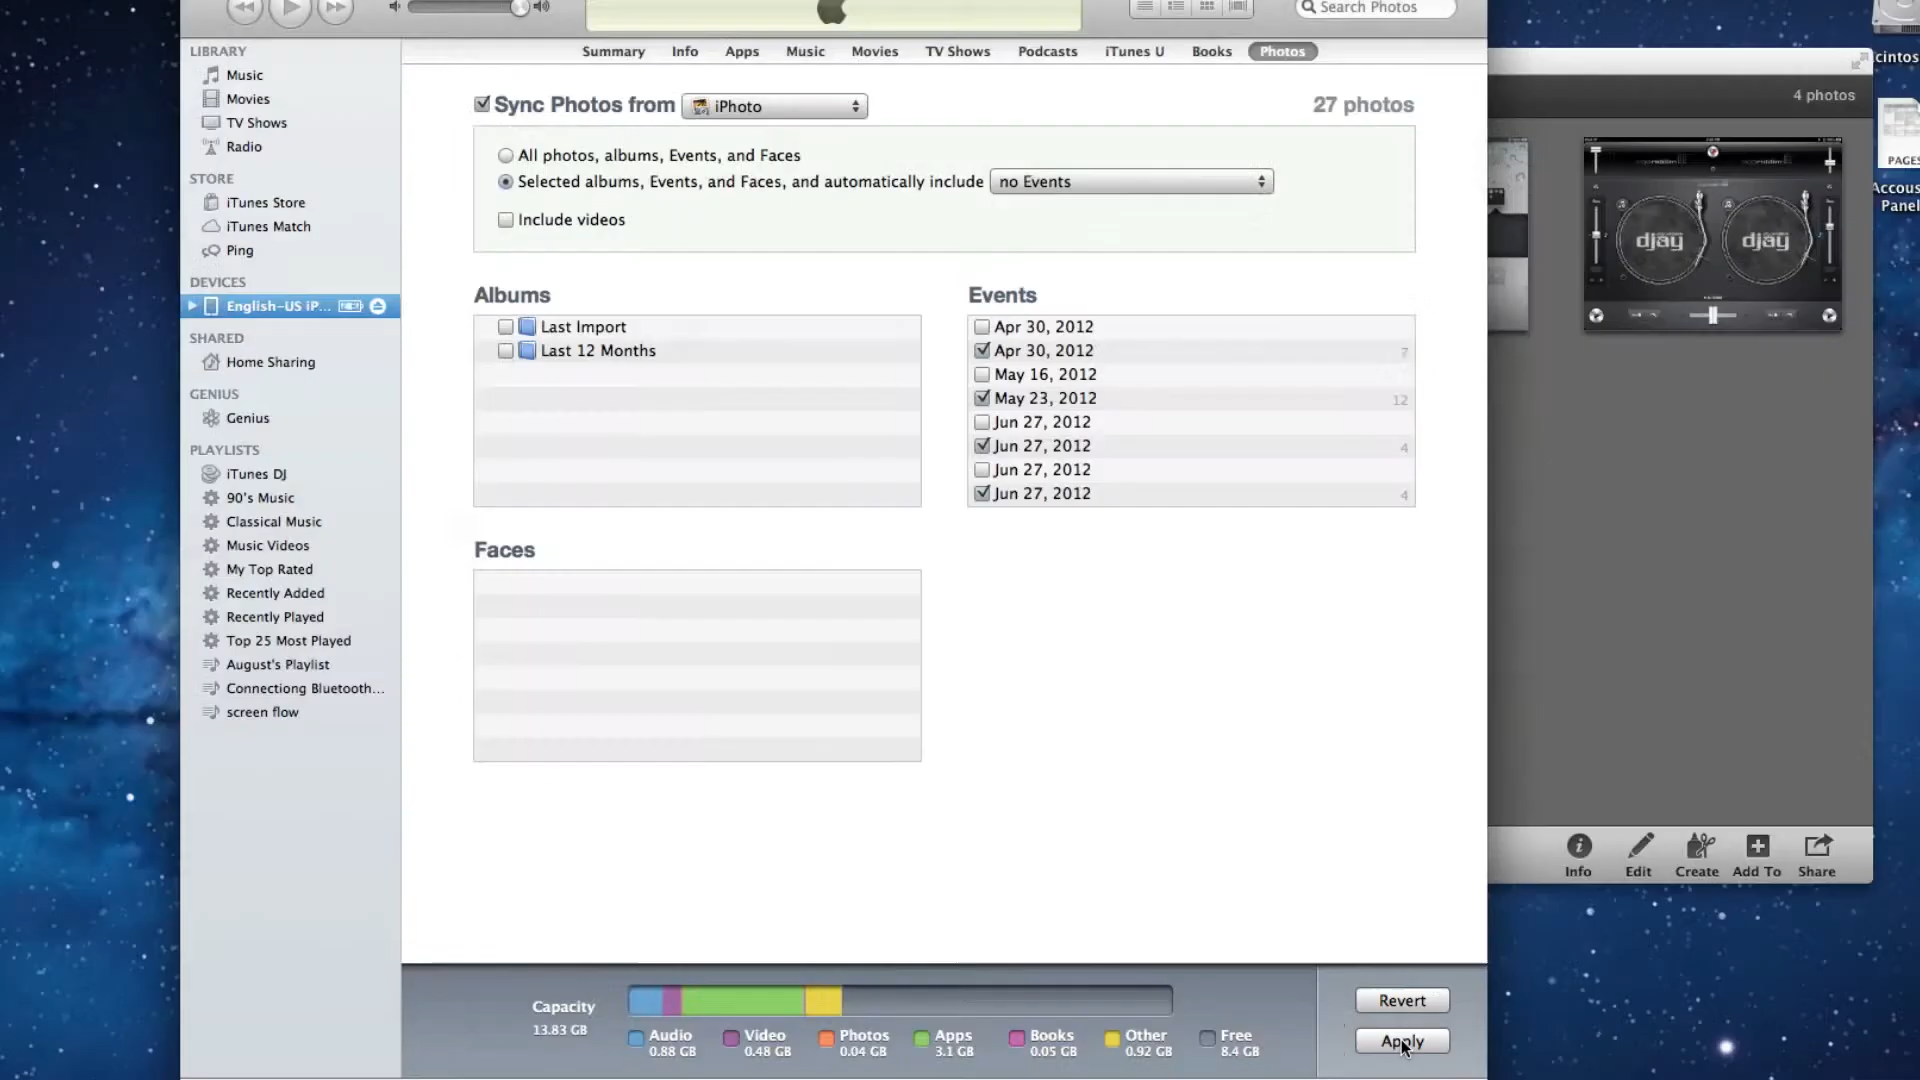 Search Photos
LIBRARY
Music
Movies
TV Shows
Radio
STORE
iTunes Store
iTunes Match
Ping
DEVICES
English-US iP...
SHARED
Home Sharing
GENIUS
Genius
PLAYLISTS
iTunes DJ
90's Music
Classical Music
Music Videos
My Top Rated
Recently Added
Recently Played
Top 25 Most Played
August's Playlist
Connectiong Bluetooth...
screen flow
Summary Info Apps Music Movies TV Shows Podcasts iTunes U Books Photos
Sync Photos from iPhoto 27 photos
All photos, albums, Events, and Faces
Selected albums, Events, and Faces, and automatically include no Events
Include videos
Albums
Last Import
Last 12 Months
Events
Apr 30, 2012
Apr 30, 2012 7
May 16, 2012
May 23, 2012 12
Jun 27, 2012
Jun 27, 2012 4
Jun 27, 2012
Jun 27, 2012 4
Faces
Capacity
13.83 GB
Audio
0.88 GB
Video
0.48 GB
Photos
0.04 GB
Apps
3.1 GB
Books
0.05 GB
Other
0.92 GB
Free
8.4 GB
Revert
Apply
4 photos
djay djay
Info Edit Create Add To Share
cintos
PAGES
Accous
Panel